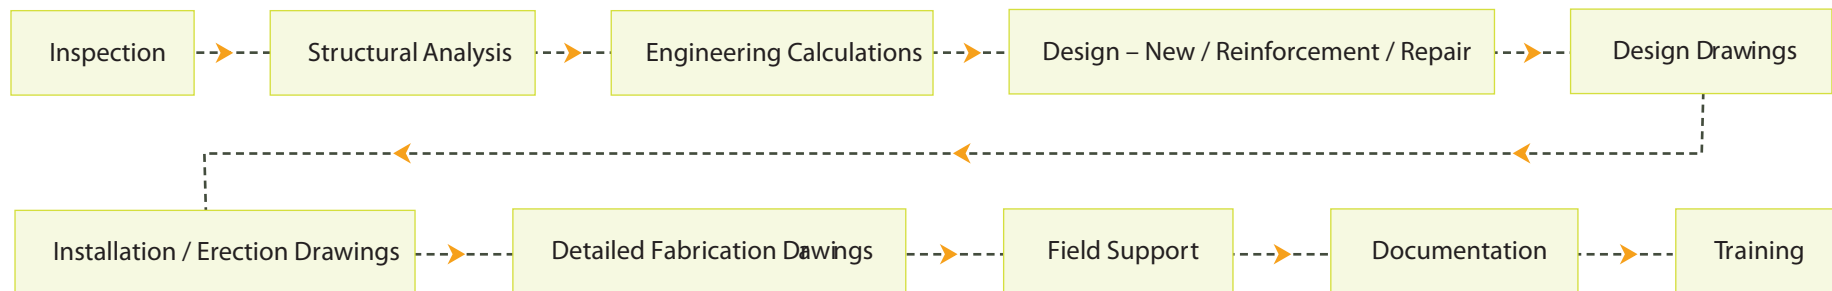 Inspection
Structural Analysis
Engineering Calculations
Design – New / Reinforcement / Repair
Design Drawings
Installation / Erection Drawings
Detailed Fabrication Drawings
Field Support
Documentation
Training